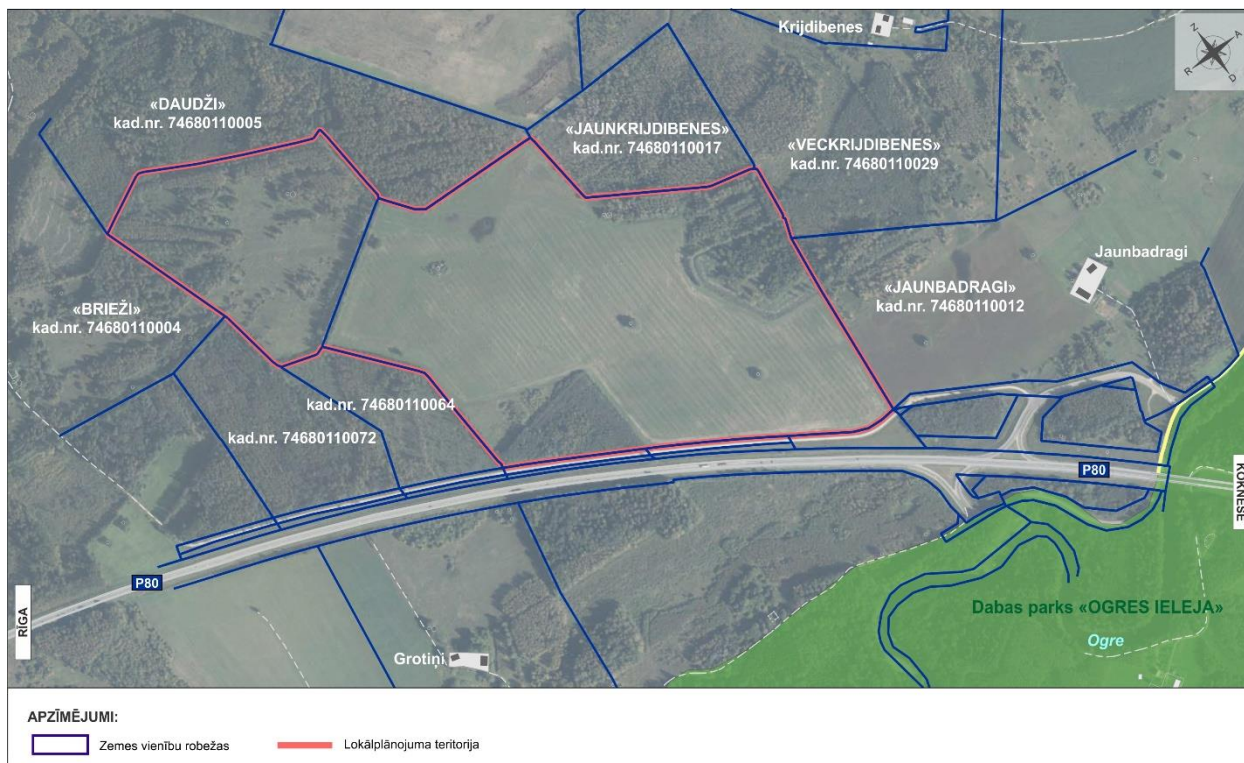 Krijdibenes
Z
A
R
D
«DAUDŽI»
kad.nr. 74680110005
«JAUNKRIJDIBENES»
kad.nr. 74680110017
«VECKRIJDIBENES»
kad.nr. 74680110029
Jaunbadragi
«JAUNBADRAGI»
kad.nr. 74680110012
«BRIEŽI»
kad.nr. 74680110004
kad.nr. 74680110064
kad.nr. 74680110072
P80
KOKNESE
P80
RĪGA
Dabas parks «OGRES IELEJA»
Ogre
Grotiņi
APZĪMĒJUMI:
Zemes vienību robežas
Lokālplānojuma teritorija